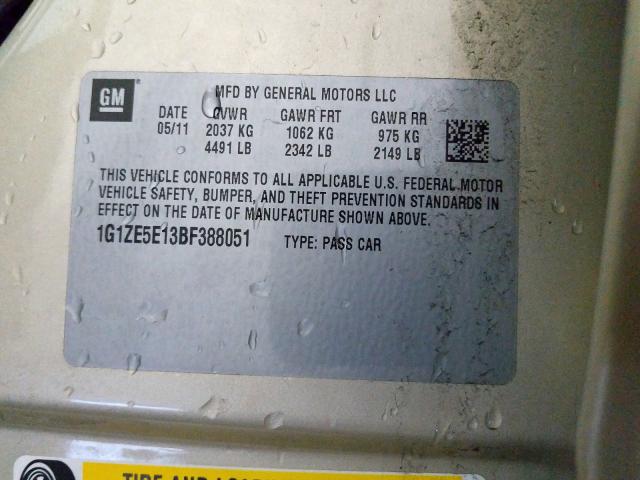 GM
MFD BY GENERAL MOTORS LLC
DATE GVWR GAWR FRT GAWR RR
05/11 2037 KG 1062 KG 975 KG
4491 LB 2342 LB 2149 LB
THIS VEHICLE CONFORMS TO ALL APPLICABLE U.S. FEDERAL MOTOR
VEHICLE SAFETY, BUMPER, AND THEFT PREVENTION STANDARDS IN
EFFECT ON THE DATE OF MANUFACTURE SHOWN ABOVE.
1G1ZE5E13BF388051 TYPE: PASS CAR
TIRE AND